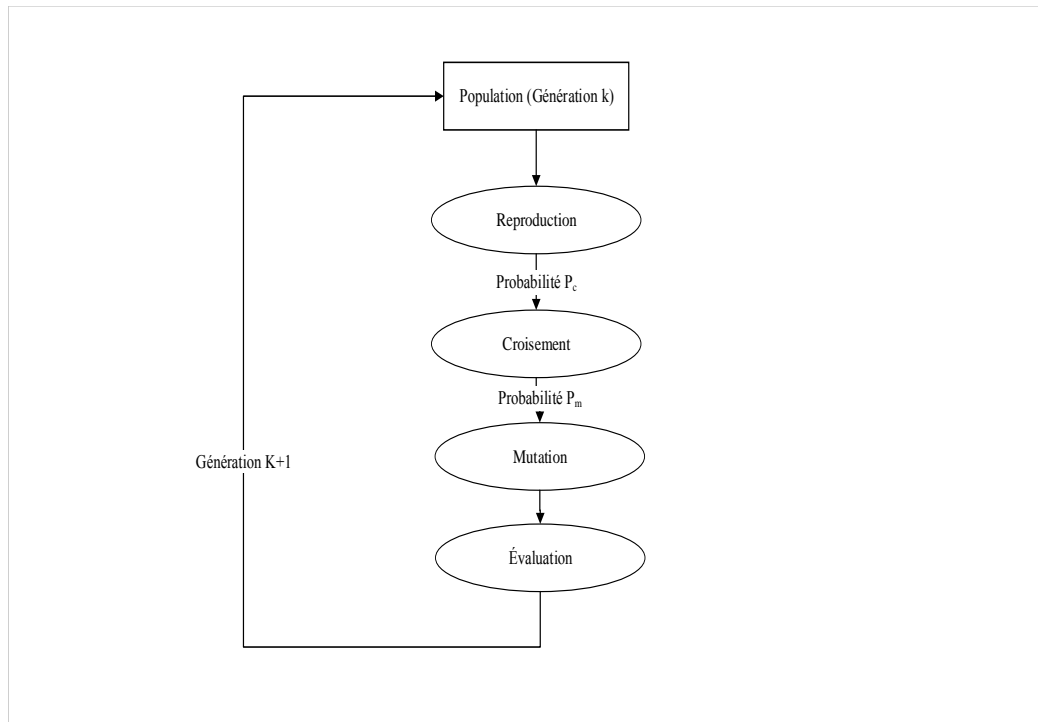 Population (Génération k)
Reproduction
Probabilité Pc
Croisement
Probabilité Pm
Mutation
Génération K+1
Évaluation